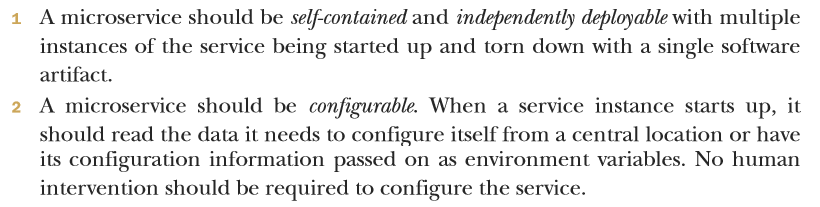 1 A microservice should be self-contained and independently deployable with multiple
instances of the service being started up and torn down with a single software
artifact.
2 A microservice should be configurable. When a service instance starts up, it
should read the data it needs to configure itself from a central location or have
its configuration information passed on as environment variables. No human
intervention should be required to configure the service.